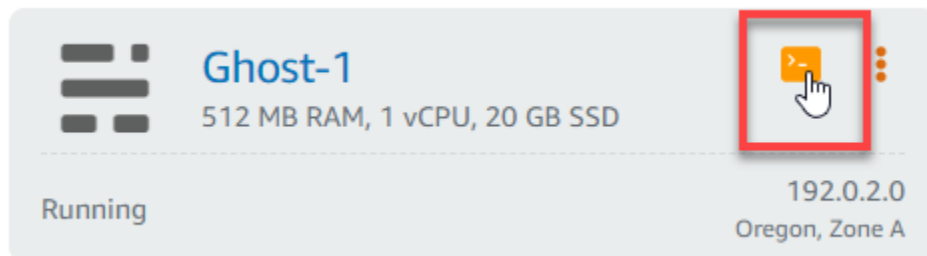 Ghost-1
512 MB RAM, 1 vCPU, 20 GB SSD
>_
Running
192.0.2.0
Oregon, Zone A